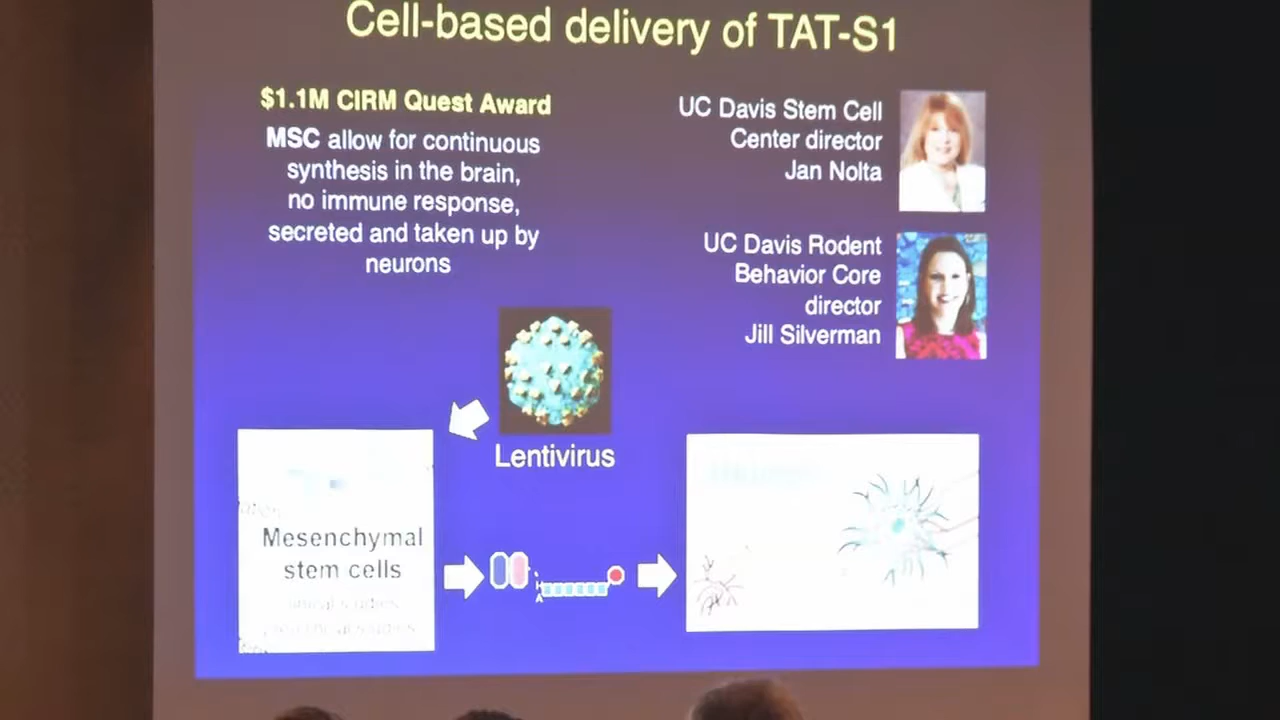 Cell-based delivery of TAT-S1
$1.1M CIRM Quest Award
MSC allow for continuous
synthesis in the brain,
no immune response,
secreted and taken up by
neurons
UC Davis Stem Cell
Center director
Jan Nolta
UC Davis Rodent
Behavior Core
director
Jill Silverman
Lentivirus
Mesenchymal
stem cells
HA